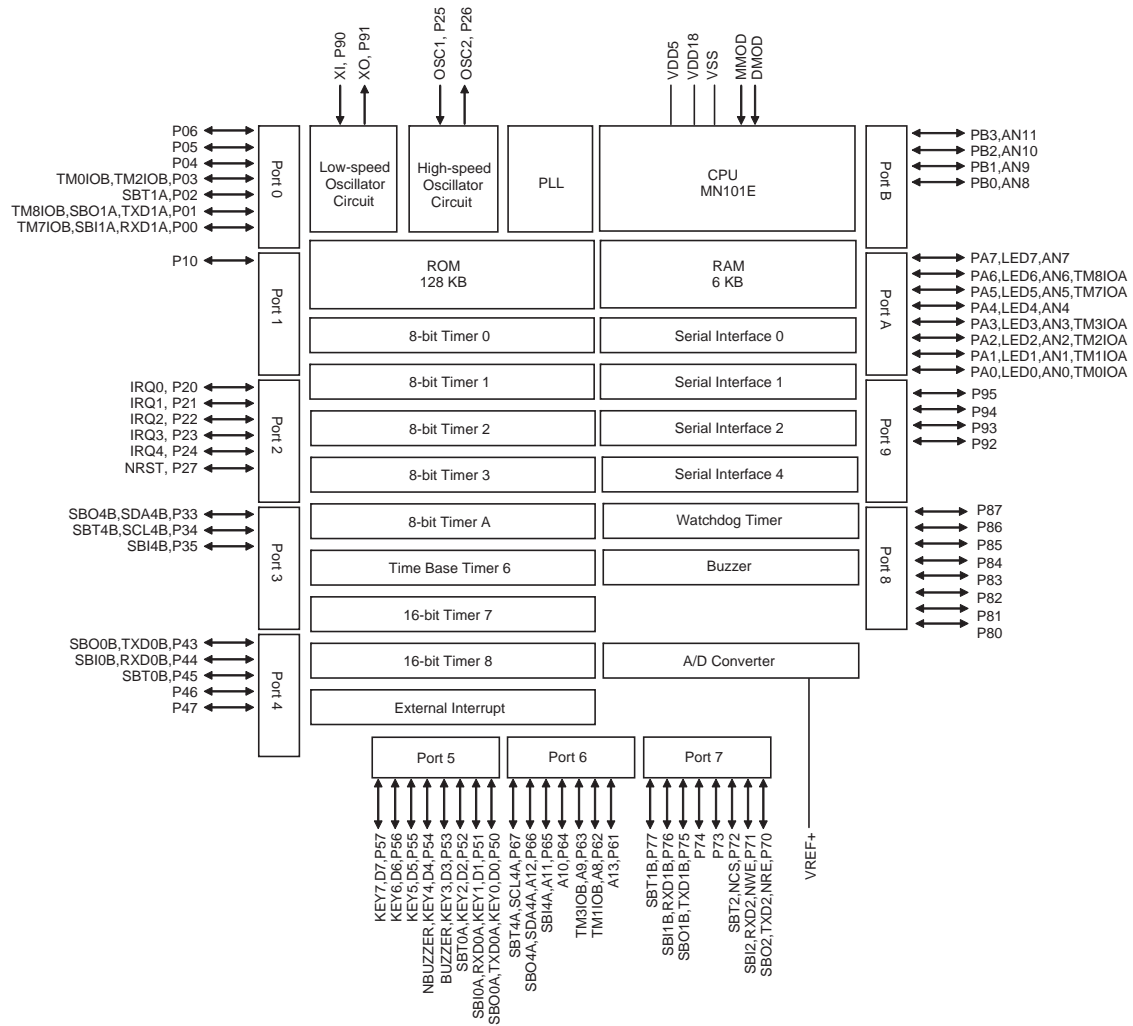 XI, P90
XO, P91
OSC1, P25
OSC2, P26
VDD5
VDD18
VSS
MMOD
DMOD
P06
P05
P04
TM0IOB,TM2IOB,P03
SBT1A,P02
TM8IOB,SBO1A,TXD1A,P01
TM7IOB,SBI1A,RXD1A,P00
Port 0
Low-speed
Oscillator
Circuit
High-speed
Oscillator
Circuit
PLL
CPU
MN101E
Port B
PB3,AN11
PB2,AN10
PB1,AN9
PB0,AN8
P10
Port 1
ROM
128 KB
RAM
6 KB
Port A
PA7,LED7,AN7
PA6,LED6,AN6,TM8IOA
PA5,LED5,AN5,TM7IOA
PA4,LED4,AN4
PA3,LED3,AN3,TM3IOA
PA2,LED2,AN2,TM2IOA
PA1,LED1,AN1,TM1IOA
PA0,LED0,AN0,TM0IOA
8-bit Timer 0
Serial Interface 0
8-bit Timer 1
Serial Interface 1
IRQ0, P20
IRQ1, P21
IRQ2, P22
IRQ3, P23
IRQ4, P24
NRST, P27
Port 2
8-bit Timer 2
Serial Interface 2
8-bit Timer 3
Serial Interface 4
Port 9
P95
P94
P93
P92
SBO4B,SDA4B,P33
SBT4B,SCL4B,P34
SBI4B,P35
Port 3
8-bit Timer A
Watchdog Timer
Time Base Timer 6
Buzzer
16-bit Timer 7
Port 8
P87
P86
P85
P84
P83
P82
P81
P80
SBO0B,TXD0B,P43
SBI0B,RXD0B,P44
SBT0B,P45
P46
P47
Port 4
16-bit Timer 8
A/D Converter
External Interrupt
Port 5
Port 6
Port 7
KEY7,D7,P57
KEY6,D6,P56
KEY5,D5,P55
NBUZZER,KEY4,D4,P54
BUZZER,KEY3,D3,P53
SBT0A,KEY2,D2,P52
SBI0A,RXD0A,KEY1,D1,P51
SBO0A,TXD0A,KEY0,D0,P50
SBT4A,SCL4A,P67
SBO4A,SDA4A,A12,P66
SBI4A,A11,P65
A10,P64
TM3IOB,A9,P63
TM1IOB,A8,P62
A13,P61
SBT1B,P77
SBI1B,RXD1B,P76
SBO1B,TXD1B,P75
P74
P73
SBT2,NCS,P72
SBI2,RXD2,NWE,P71
SBO2,TXD2,NRE,P70
VREF+